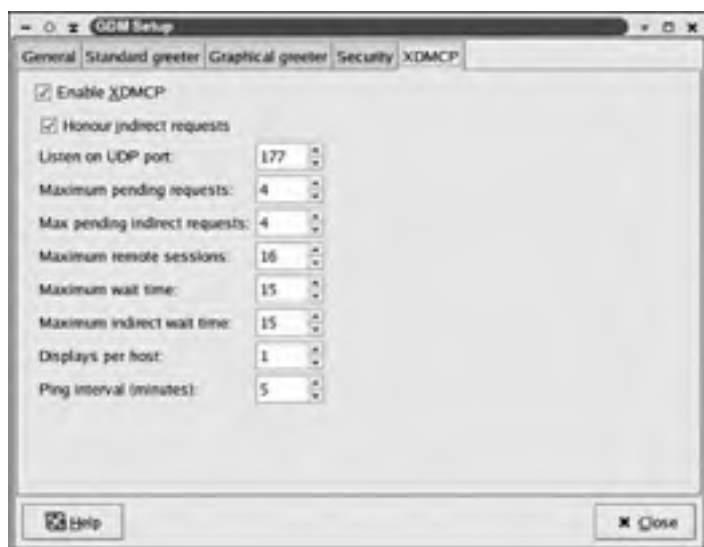 GDM Setup
General Standard greeter Graphical greeter Security XDMCP
Enable XDMCP
Honour indirect requests
Listen on UDP port: 177
Maximum pending requests: 4
Max pending indirect requests: 4
Maximum remote sessions: 16
Maximum wait time: 15
Maximum indirect wait time: 15
Displays per host: 1
Ping interval (minutes): 5
Help Close